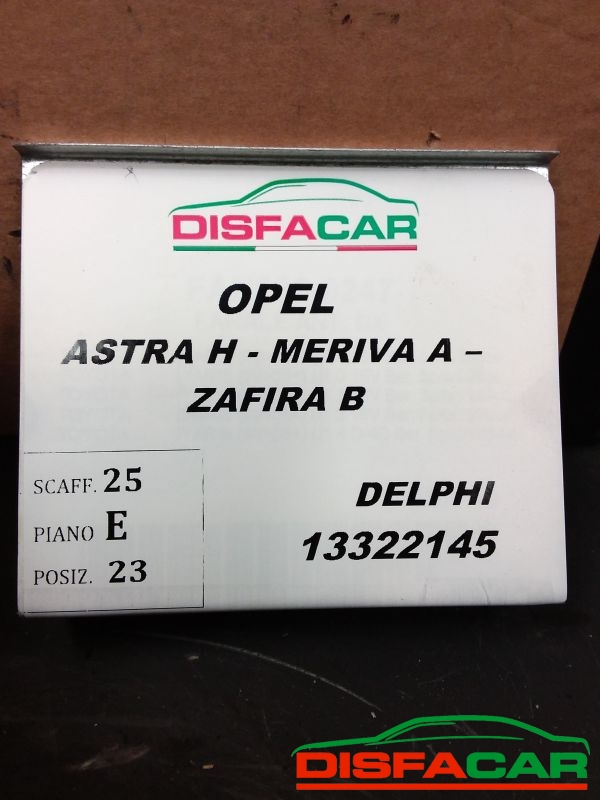 DISFACAR
OPEL
ASTRA H - MERIVA A –
ZAFIRA B
SCAFF. 25
PIANO E
POSIZ. 23
DELPHI
13322145
DISFACAR